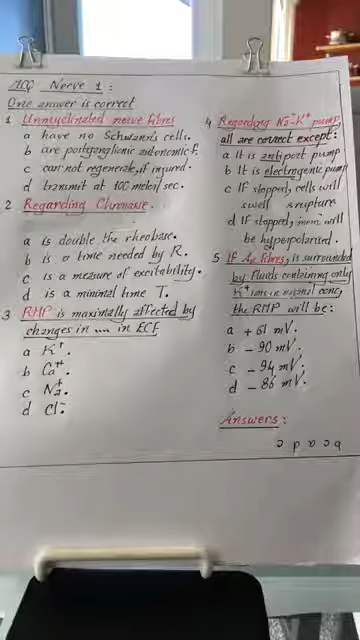 MCQ Nerve 1:
One answer is correct
1 Unmyelinated nerve fibres
a have no Schwann's cells.
b are postganglionic autonomic f.
c can not regenerate, if injured.
d transmit at 100 meter/sec.
2 Regarding Chronaxie.
a is double the rheobase.
b is a time needed by R.
c is a measure of excitability.
d is a minimal time T.
3 RMP is maximally affected by
changes in .... in ECF
a K+.
b Ca++.
c Na+.
d Cl-.
4 Regarding Na+-K+ pump,
all are correct except:
a It is antiport pump
b It is electrogenic pump
c If stopped, cells will
swell & rupture
d If stopped, mem. will
be hyperpolarized.
5 If Aα fibres, is surrounded
by fluids containing only
K+ ions in normal conc,
the RMP will be:
a + 61 mV.
b - 90 mV.
c - 94 mV.
d - 86 mV.
Answers:
b c a d c